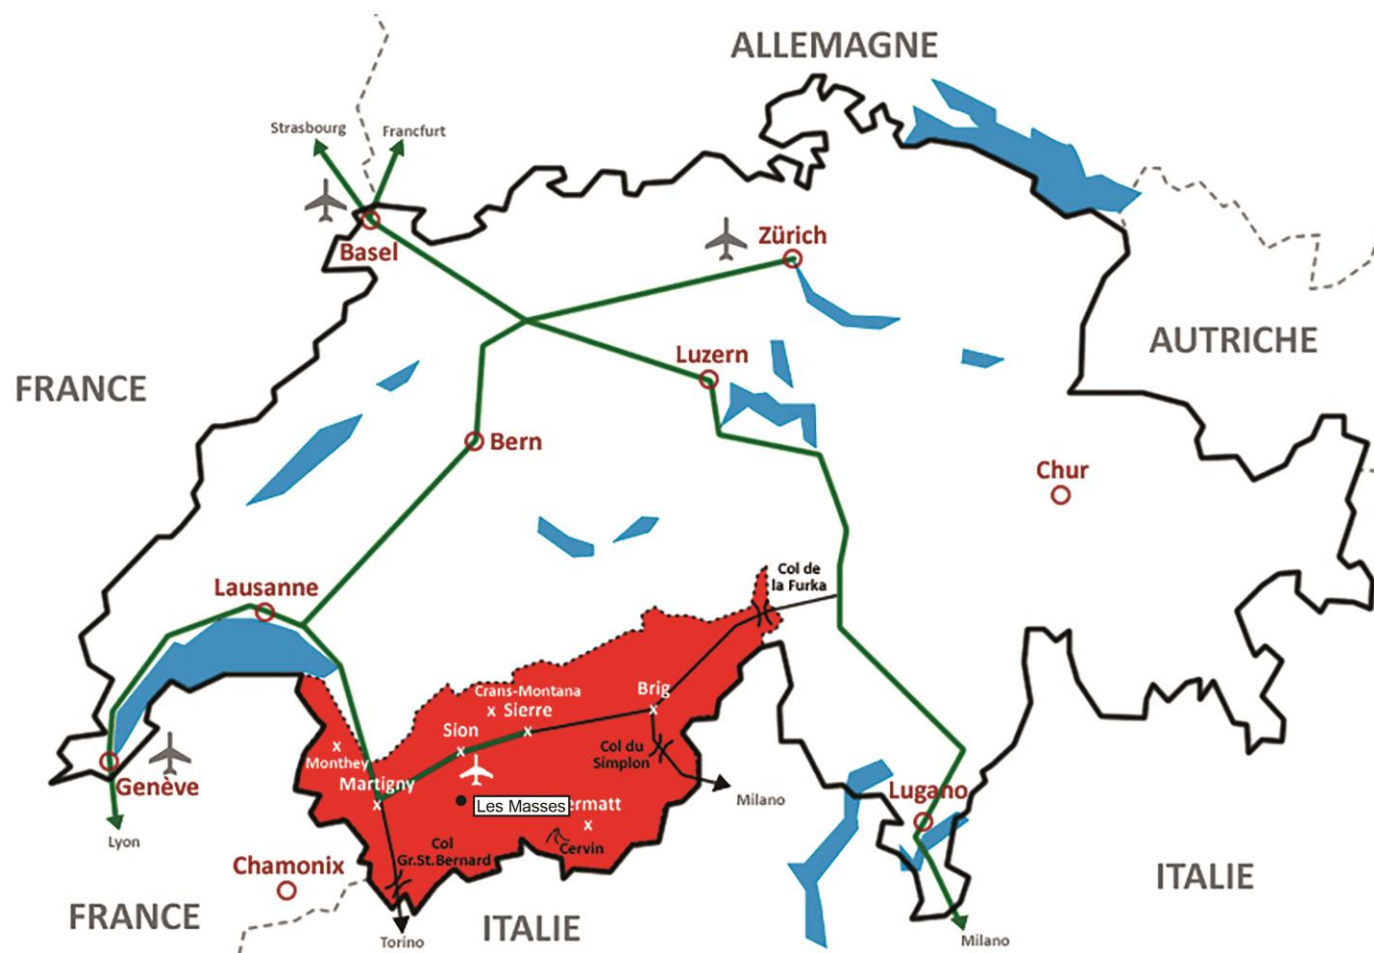 ALLEMAGNE
Strasbourg
Francfurt
Zürich
Basel
AUTRICHE
Luzern
FRANCE
Bern
Chur
Col de
la Furka
Lausanne
Crans-Montana
Brig
x Sierre
x
x
Sion
x
x
Col du
Simplon
x
Monthey
Martigny
x
Genève
Milano
Lugano
Les Masses
ermatt
x
Lyon
Col
Gr.St.Bernard
Cervin
Chamonix
ITALIE
FRANCE
ITALIE
Torino
Milano